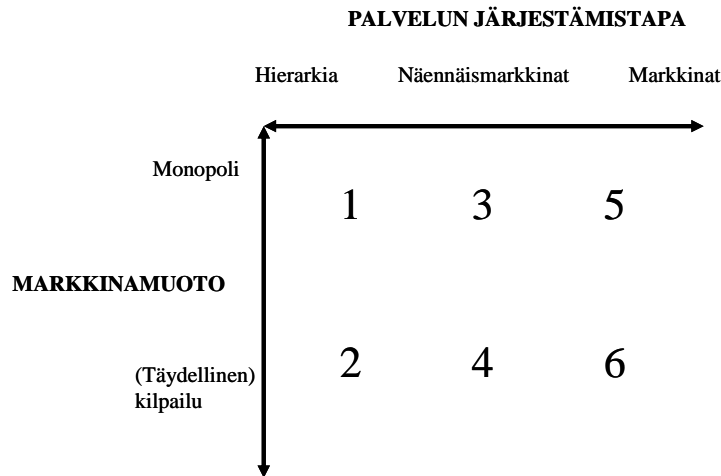 PALVELUN JÄRJESTÄMISTAPA
Hierarkia Näennäismarkkinat Markkinat
Monopoli
1 3 5
MARKKINAMUOTO
2 4 6
(Täydellinen)
kilpailu